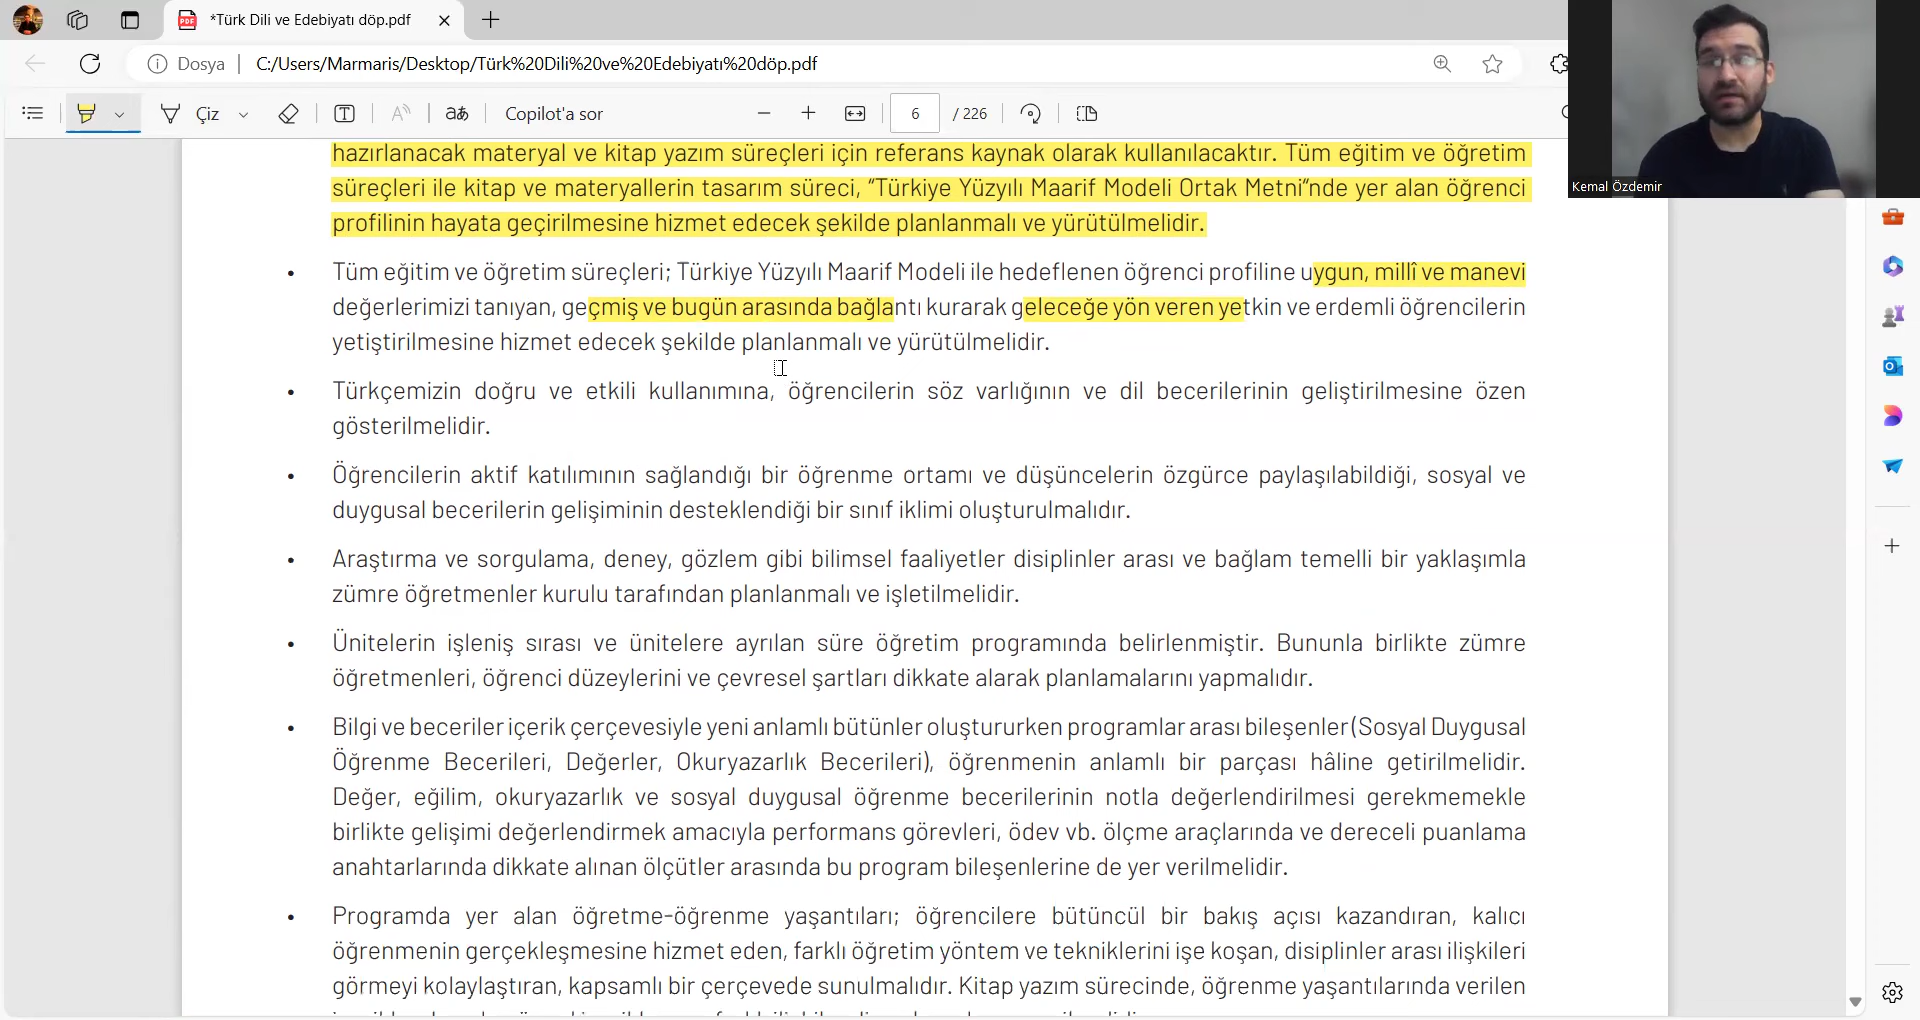 *Türk Dili ve Edebiyatı döp.pdf
Dosya | C:/Users/Marmaris/Desktop/Türk%20Dili%20ve%20Edebiyatı%20döp.pdf
Çiz aあ Copilot'a sor 6 / 226
Kemal Özdemir
hazırlanacak materyal ve kitap yazım süreçleri için referans kaynak olarak kullanılacaktır. Tüm eğitim ve öğretim
süreçleri ile kitap ve materyallerin tasarım süreci, “Türkiye Yüzyılı Maarif Modeli Ortak Metni“nde yer alan öğrenci
profilinin hayata geçirilmesine hizmet edecek şekilde planlanmalı ve yürütülmelidir.
• Tüm eğitim ve öğretim süreçleri; Türkiye Yüzyılı Maarif Modeli ile hedeflenen öğrenci profiline uygun, millî ve manevi
değerlerimizi tanıyan, geçmiş ve bugün arasında bağlantı kurarak geleceğe yön veren yetkin ve erdemli öğrencilerin
yetiştirilmesine hizmet edecek şekilde planlanmalı ve yürütülmelidir.
• Türkçemizin doğru ve etkili kullanımına, öğrencilerin söz varlığının ve dil becerilerinin geliştirilmesine özen
gösterilmelidir.
• Öğrencilerin aktif katılımının sağlandığı bir öğrenme ortamı ve düşüncelerin özgürce paylaşılabildiği, sosyal ve
duygusal becerilerin gelişiminin desteklendiği bir sınıf iklimi oluşturulmalıdır.
• Araştırma ve sorgulama, deney, gözlem gibi bilimsel faaliyetler disiplinler arası ve bağlam temelli bir yaklaşımla
zümre öğretmenler kurulu tarafından planlanmalı ve işletilmelidir.
• Ünitelerin işleniş sırası ve ünitelere ayrılan süre öğretim programında belirlenmiştir. Bununla birlikte zümre
öğretmenleri, öğrenci düzeylerini ve çevresel şartları dikkate alarak planlamalarını yapmalıdır.
• Bilgi ve beceriler içerik çerçevesiyle yeni anlamlı bütünler oluştururken programlar arası bileşenler (Sosyal Duygusal
Öğrenme Becerileri, Değerler, Okuryazarlık Becerileri), öğrenmenin anlamlı bir parçası hâline getirilmelidir.
Değer, eğilim, okuryazarlık ve sosyal duygusal öğrenme becerilerinin notla değerlendirilmesi gerekmemekle
birlikte gelişimi değerlendirmek amacıyla performans görevleri, ödev vb. ölçme araçlarında ve dereceli puanlama
anahtarlarında dikkate alınan ölçütler arasında bu program bileşenlerine de yer verilmelidir.
• Programda yer alan öğretme-öğrenme yaşantıları; öğrencilere bütüncül bir bakış açısı kazandıran, kalıcı
öğrenmenin gerçekleşmesine hizmet eden, farklı öğretim yöntem ve tekniklerini işe koşan, disiplinler arası ilişkileri
görmeyi kolaylaştıran, kapsamlı bir çerçevede sunulmalıdır. Kitap yazım sürecinde, öğrenme yaşantılarında verilen